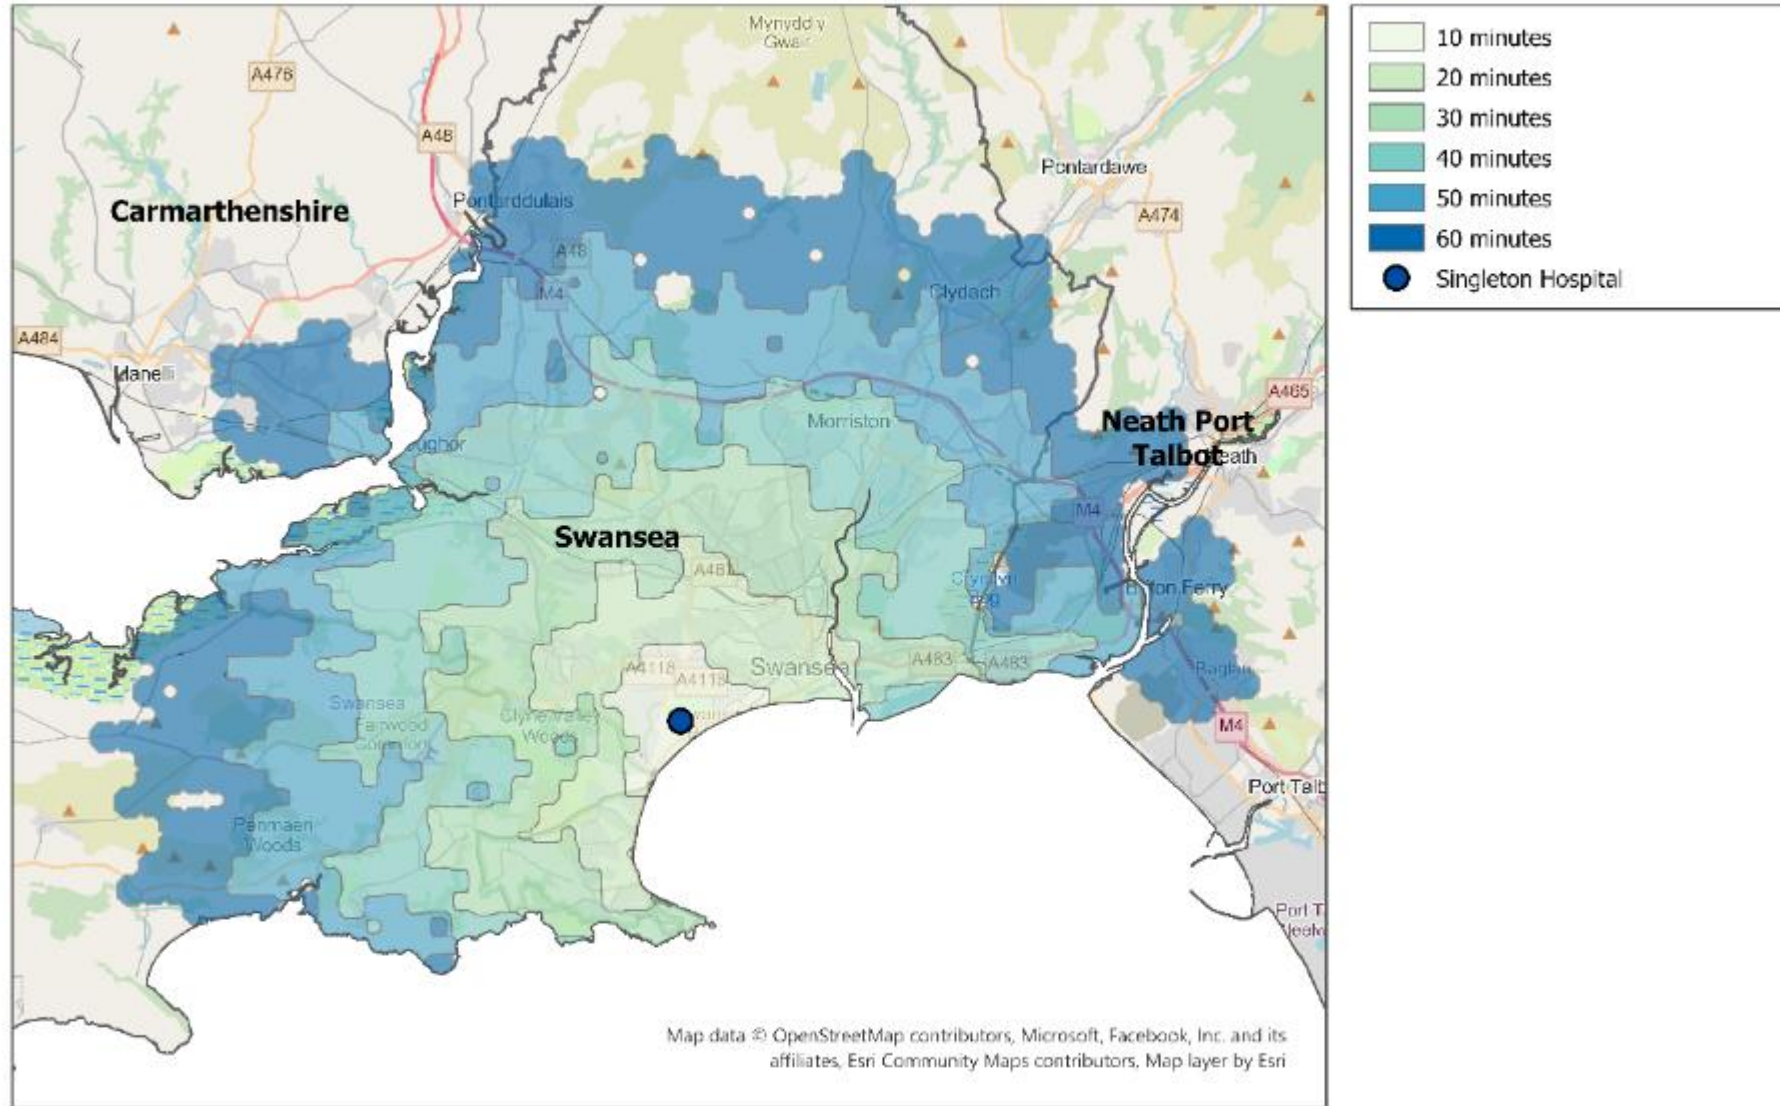 Mynydd y
Gwair
A476
A48
Pontardawe
Carmarthenshire
Pontarddulais
A474
A48
M4
Clydach
A484
Llanelli
A465
Neath Port
Talbot
Morriston
M4
Swansea
A483
A4118
A4118
Swansea
A483
A483
Baglan
M4
Swansea
Fairwood
Common
Clyne Valley
Woods
Penmaen
Woods
Port Talb
Port T
Map data © OpenStreetMap contributors, Microsoft, Facebook, Inc. and its
affiliates, Esri Community Maps contributors, Map layer by Esri
10 minutes
20 minutes
30 minutes
40 minutes
50 minutes
60 minutes
Singleton Hospital